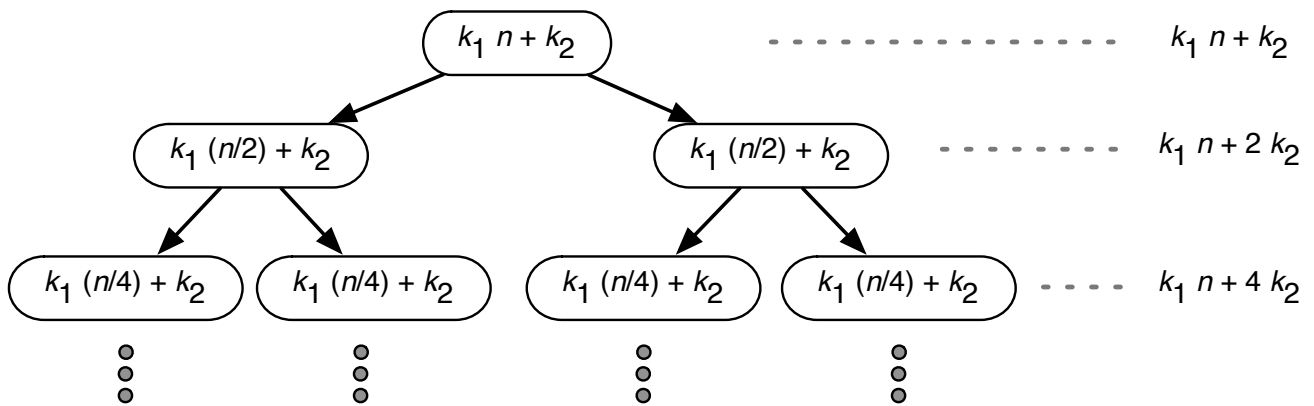 k₁ n + k₂ k₁ n + k₂
k₁ (n/2) + k₂ k₁ (n/2) + k₂ k₁ n + 2 k₂
k₁ (n/4) + k₂ k₁ (n/4) + k₂ k₁ (n/4) + k₂ k₁ (n/4) + k₂ k₁ n + 4 k₂